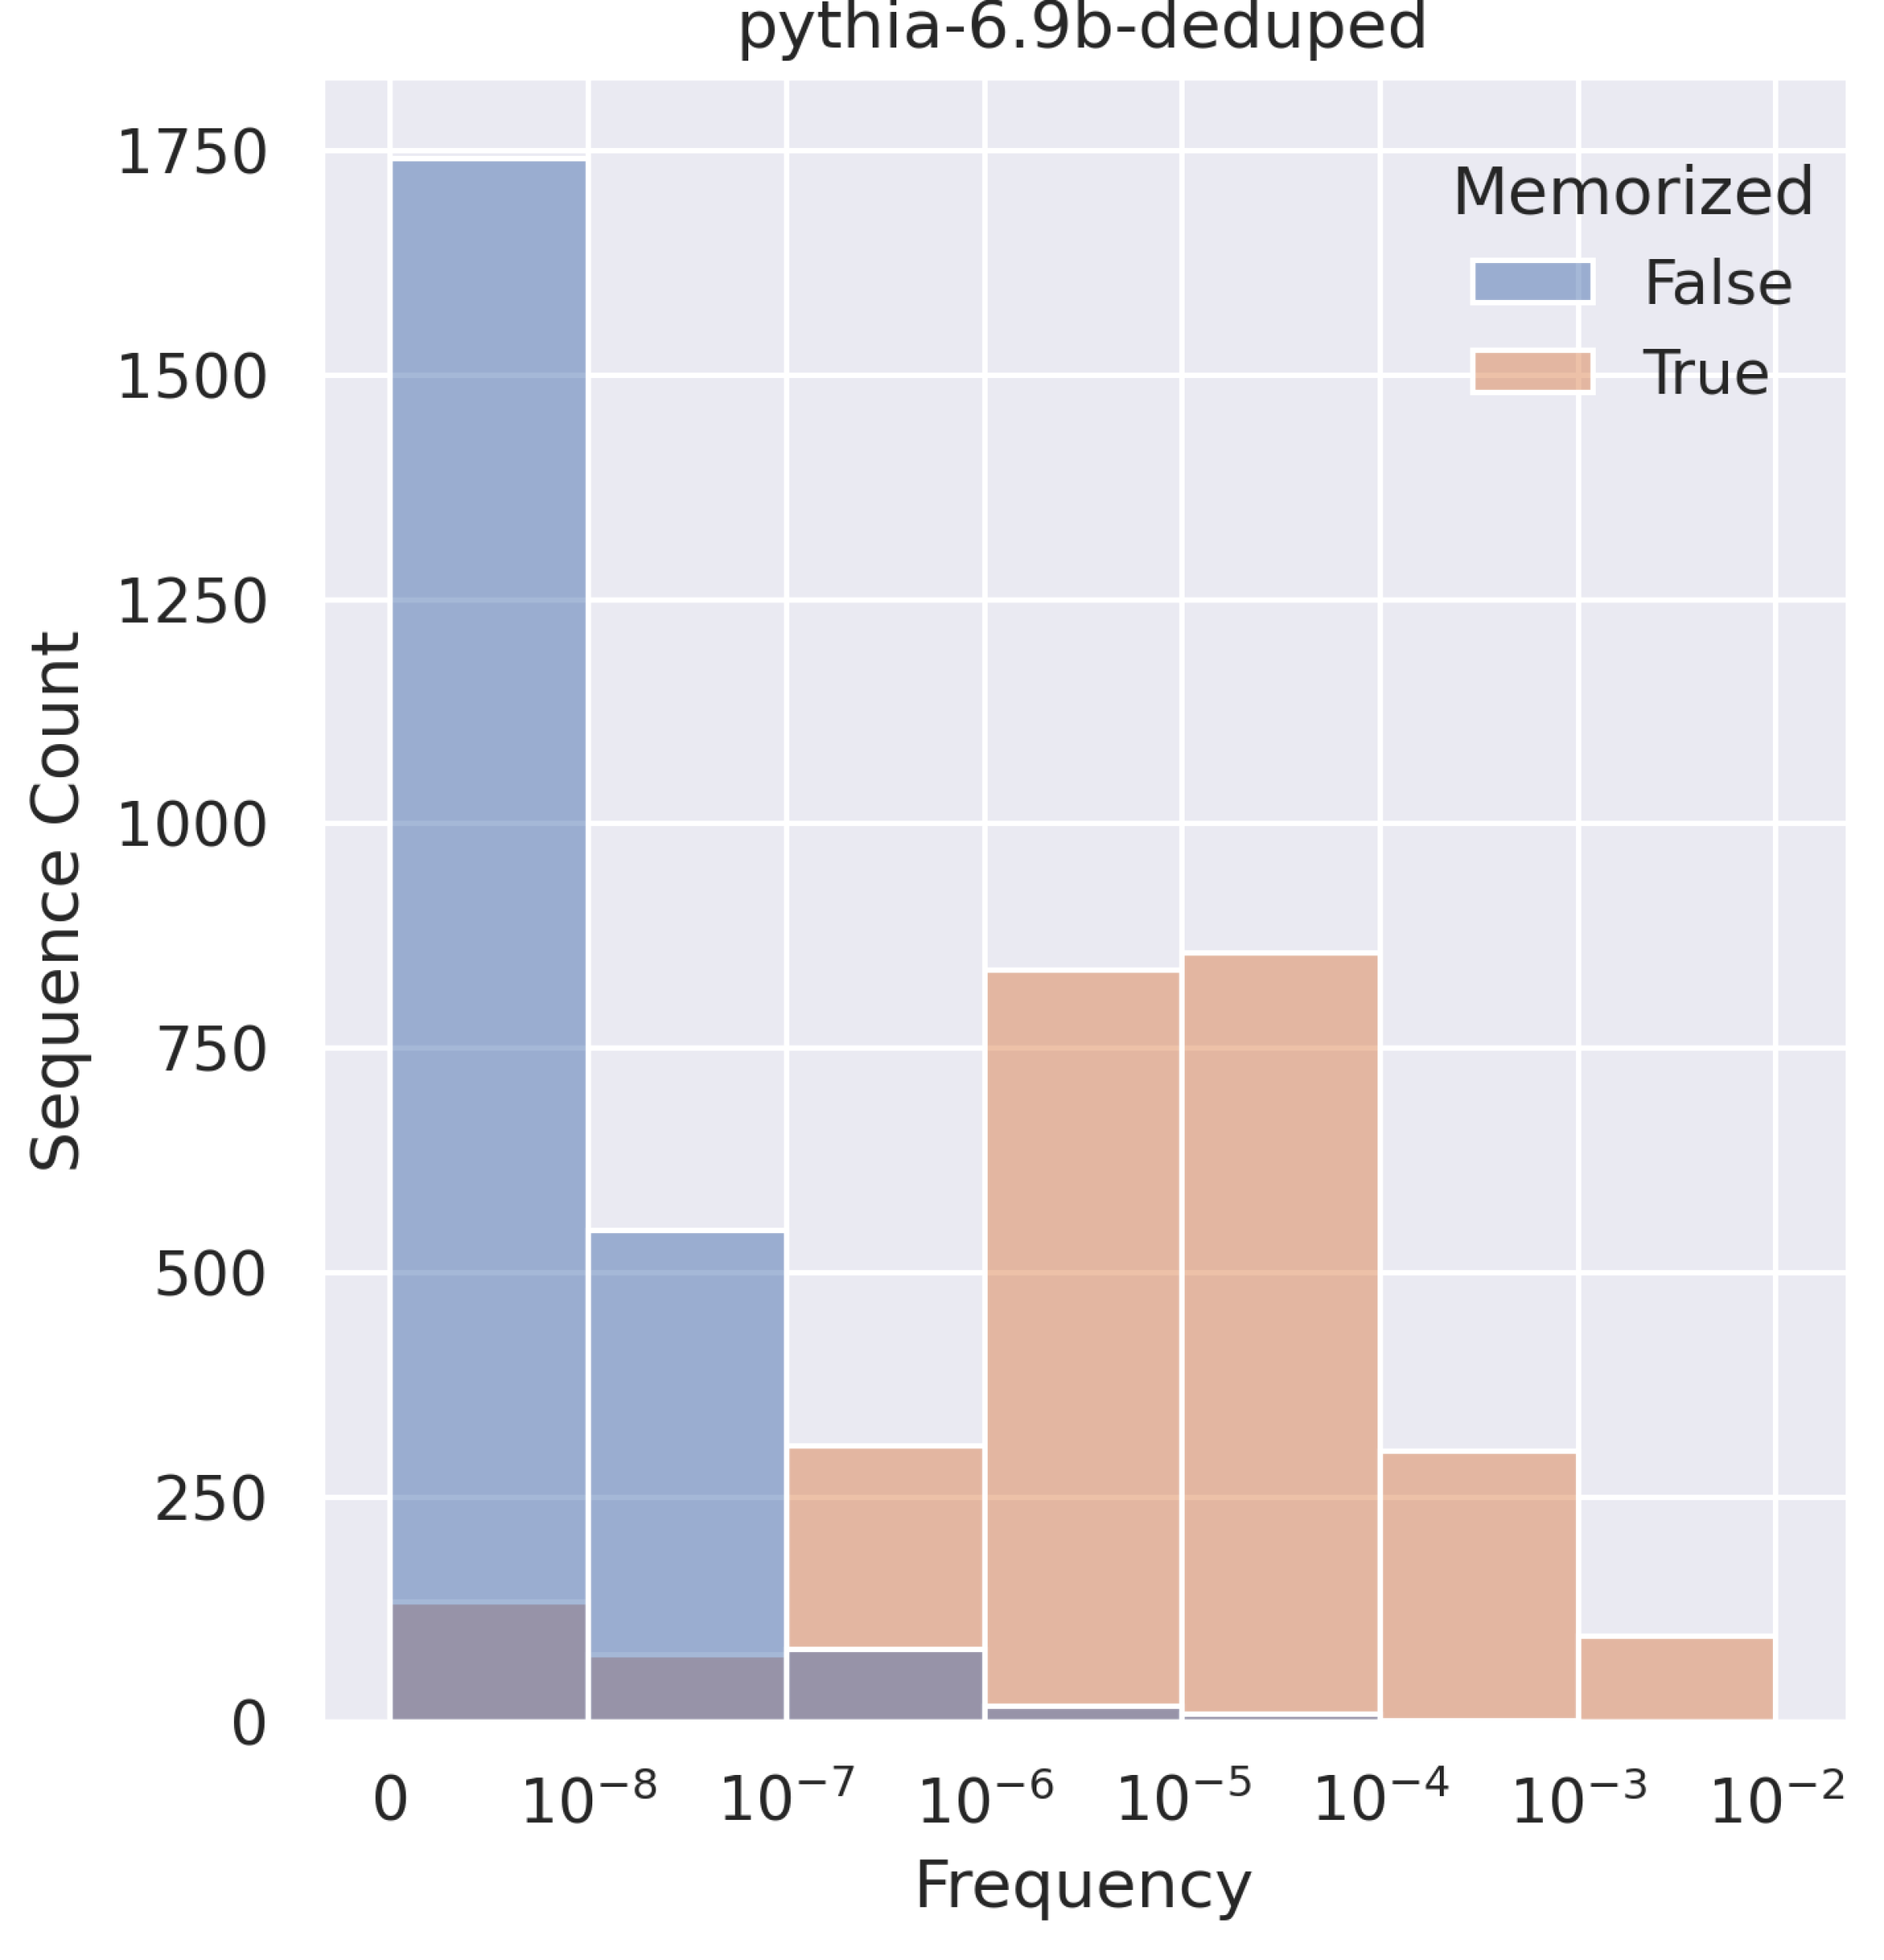 pythia-6.9b-deduped
1750
1500
1250
1000
750
500
250
0
Sequence Count
Memorized
False
True
0 10⁻⁸ 10⁻⁷ 10⁻⁶ 10⁻⁵ 10⁻⁴ 10⁻³ 10⁻²
Frequency